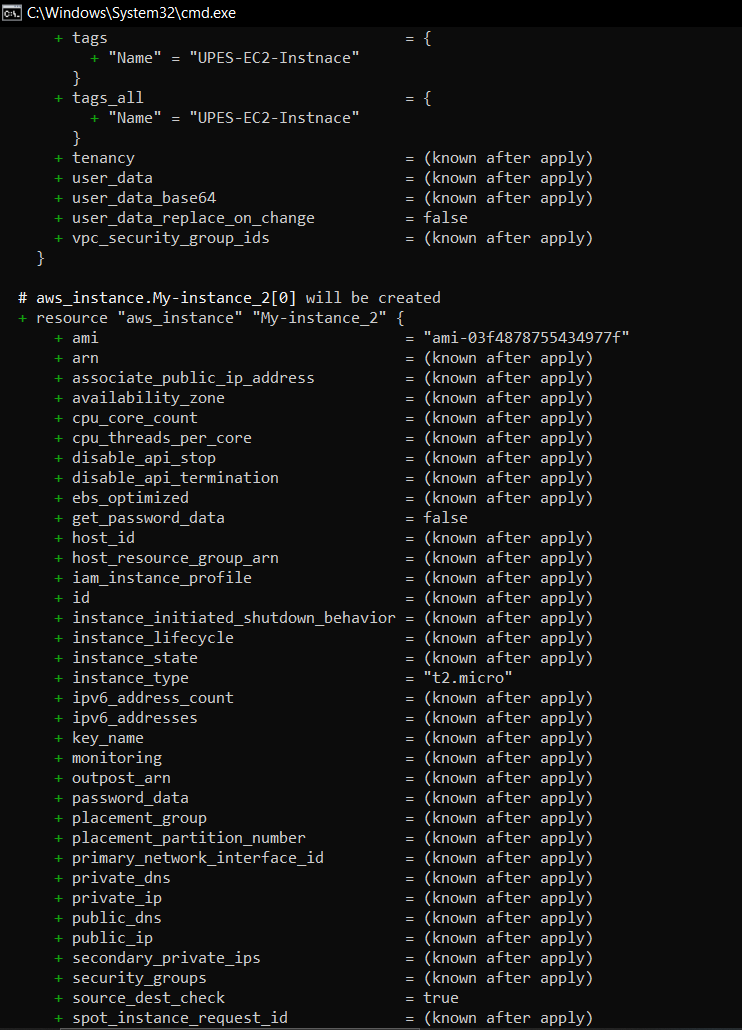 C:\Windows\System32\cmd.exe
+ tags = {
+ "Name" = "UPES-EC2-Instnace"
}
+ tags_all = {
+ "Name" = "UPES-EC2-Instnace"
}
+ tenancy = (known after apply)
+ user_data = (known after apply)
+ user_data_base64 = (known after apply)
+ user_data_replace_on_change = false
+ vpc_security_group_ids = (known after apply)
}
# aws_instance.My-instance_2[0] will be created
+ resource "aws_instance" "My-instance_2" {
+ ami = "ami-03f4878755434977f"
+ arn = (known after apply)
+ associate_public_ip_address = (known after apply)
+ availability_zone = (known after apply)
+ cpu_core_count = (known after apply)
+ cpu_threads_per_core = (known after apply)
+ disable_api_stop = (known after apply)
+ disable_api_termination = (known after apply)
+ ebs_optimized = (known after apply)
+ get_password_data = false
+ host_id = (known after apply)
+ host_resource_group_arn = (known after apply)
+ iam_instance_profile = (known after apply)
+ id = (known after apply)
+ instance_initiated_shutdown_behavior = (known after apply)
+ instance_lifecycle = (known after apply)
+ instance_state = (known after apply)
+ instance_type = "t2.micro"
+ ipv6_address_count = (known after apply)
+ ipv6_addresses = (known after apply)
+ key_name = (known after apply)
+ monitoring = (known after apply)
+ outpost_arn = (known after apply)
+ password_data = (known after apply)
+ placement_group = (known after apply)
+ placement_partition_number = (known after apply)
+ primary_network_interface_id = (known after apply)
+ private_dns = (known after apply)
+ private_ip = (known after apply)
+ public_dns = (known after apply)
+ public_ip = (known after apply)
+ secondary_private_ips = (known after apply)
+ security_groups = (known after apply)
+ source_dest_check = true
+ spot_instance_request_id = (known after apply)